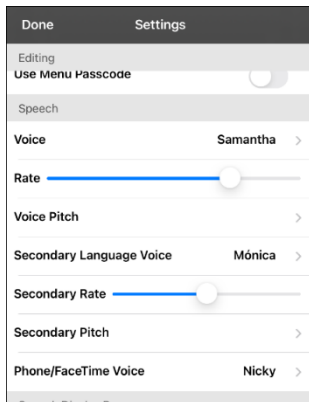 Done Settings
Editing
Use Menu Passcode
Speech
Voice Samantha
Rate
Voice Pitch
Secondary Language Voice Mónica
Secondary Rate
Secondary Pitch
Phone/FaceTime Voice Nicky